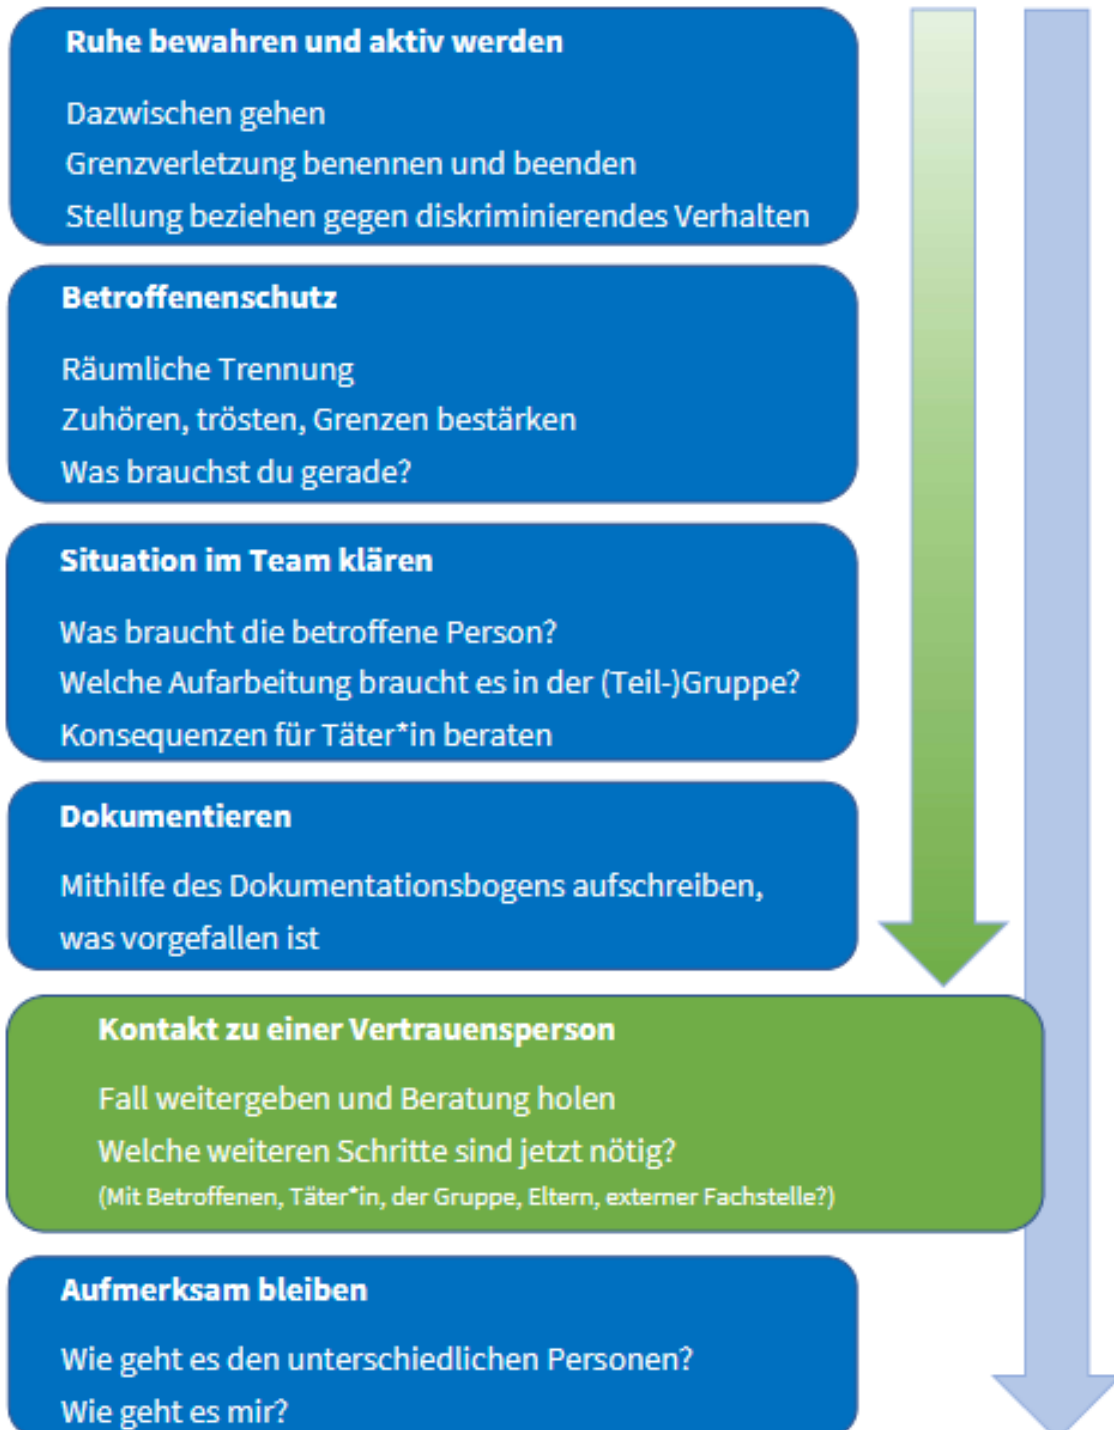 Ruhe bewahren und aktiv werden
Dazwischen gehen
Grenzverletzung benennen und beenden
Stellung beziehen gegen diskriminierendes Verhalten
Betroffenenschutz
Räumliche Trennung
Zuhören, trösten, Grenzen bestärken
Was brauchst du gerade?
Situation im Team klären
Was braucht die betroffene Person?
Welche Aufarbeitung braucht es in der (Teil-)Gruppe?
Konsequenzen für Täter*in beraten
Dokumentieren
Mithilfe des Dokumentationsbogens aufschreiben,
was vorgefallen ist
Kontakt zu einer Vertrauensperson
Fall weitergeben und Beratung holen
Welche weiteren Schritte sind jetzt nötig?
(Mit Betroffenen, Täter*in, der Gruppe, Eltern, externer Fachstelle?)
Aufmerksam bleiben
Wie geht es den unterschiedlichen Personen?
Wie geht es mir?